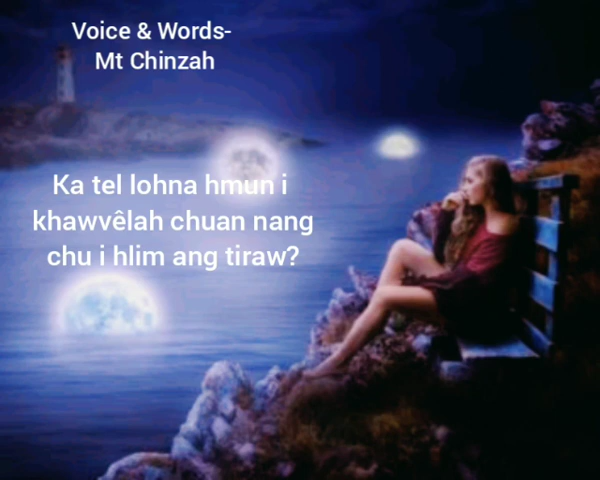 Voice & Words-
Mt Chinzah
Ka tel lohna hmun i
khawvêlah chuan nang
chu i hlim ang tiraw?